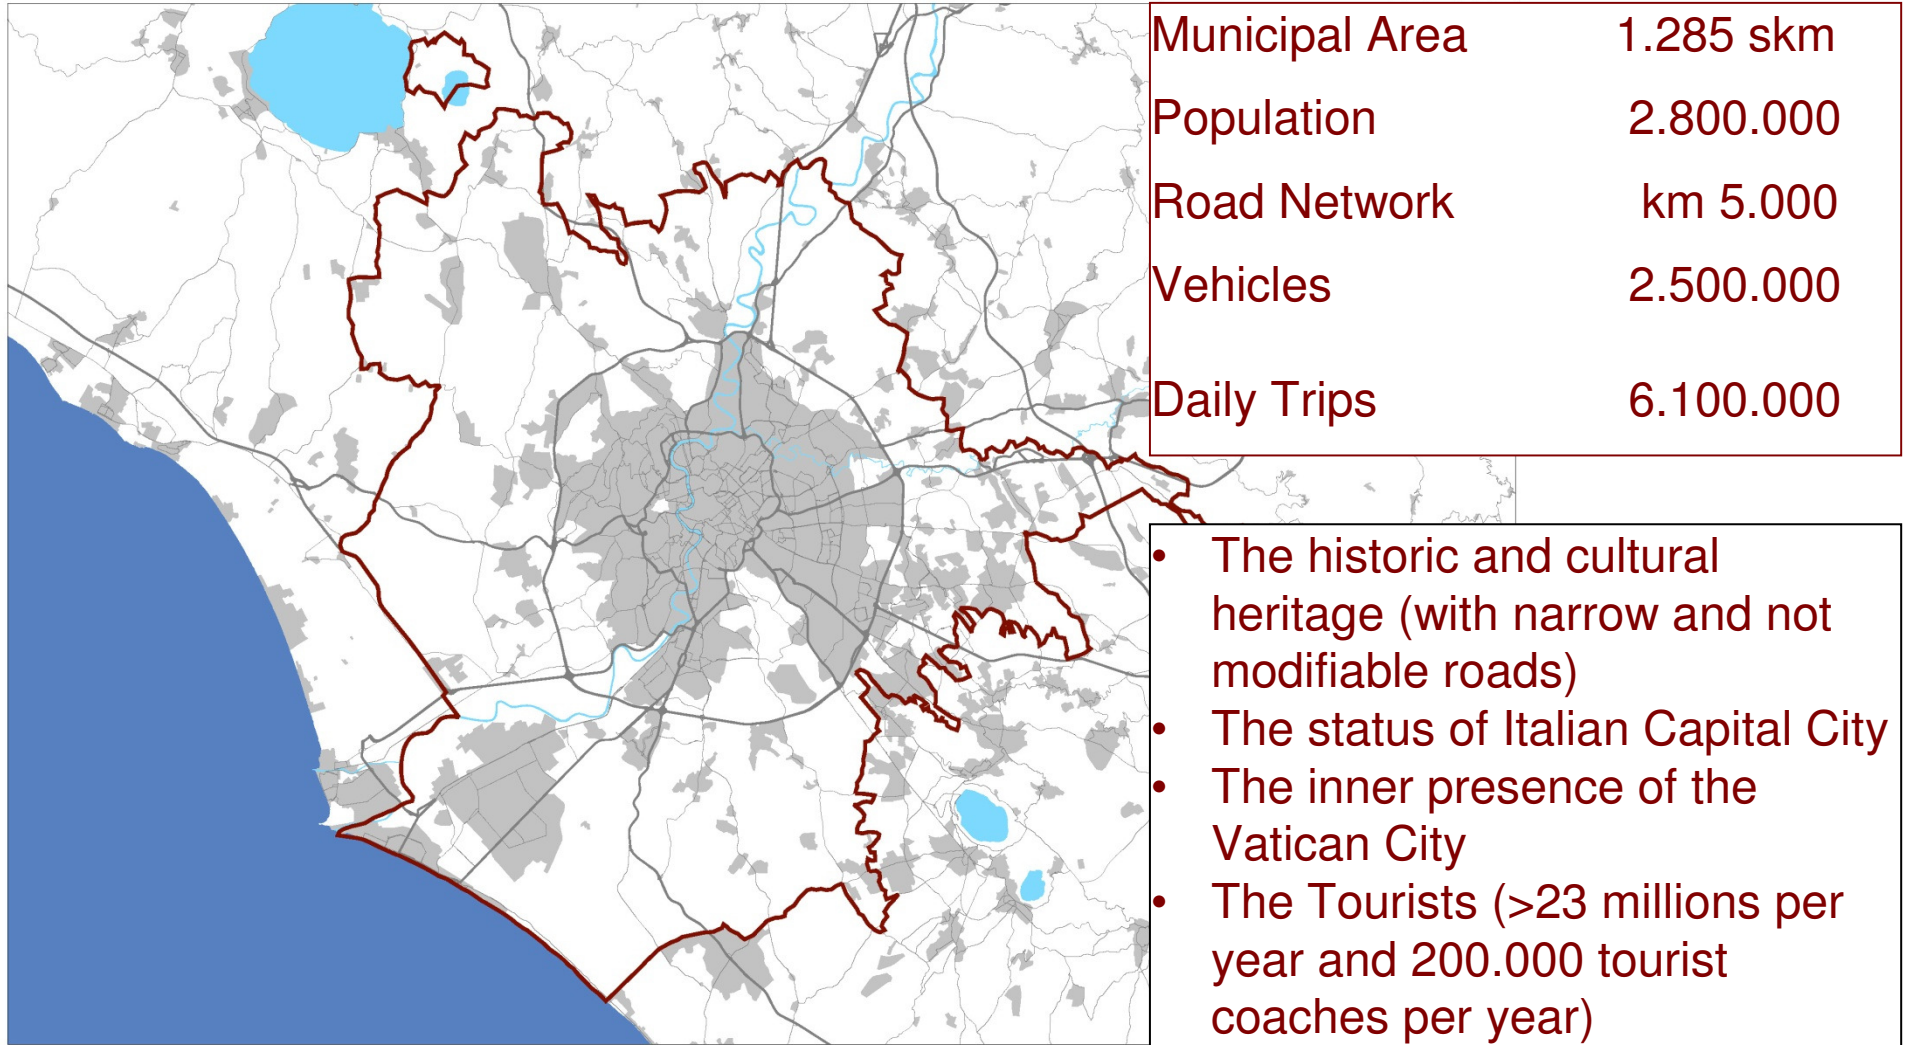 Municipal Area 1.285 skm
Population 2.800.000
Road Network km 5.000
Vehicles 2.500.000
Daily Trips 6.100.000
• The historic and cultural
heritage (with narrow and not
modifiable roads)
• The status of Italian Capital City
• The inner presence of the
Vatican City
• The Tourists (>23 millions per
year and 200.000 tourist
coaches per year)